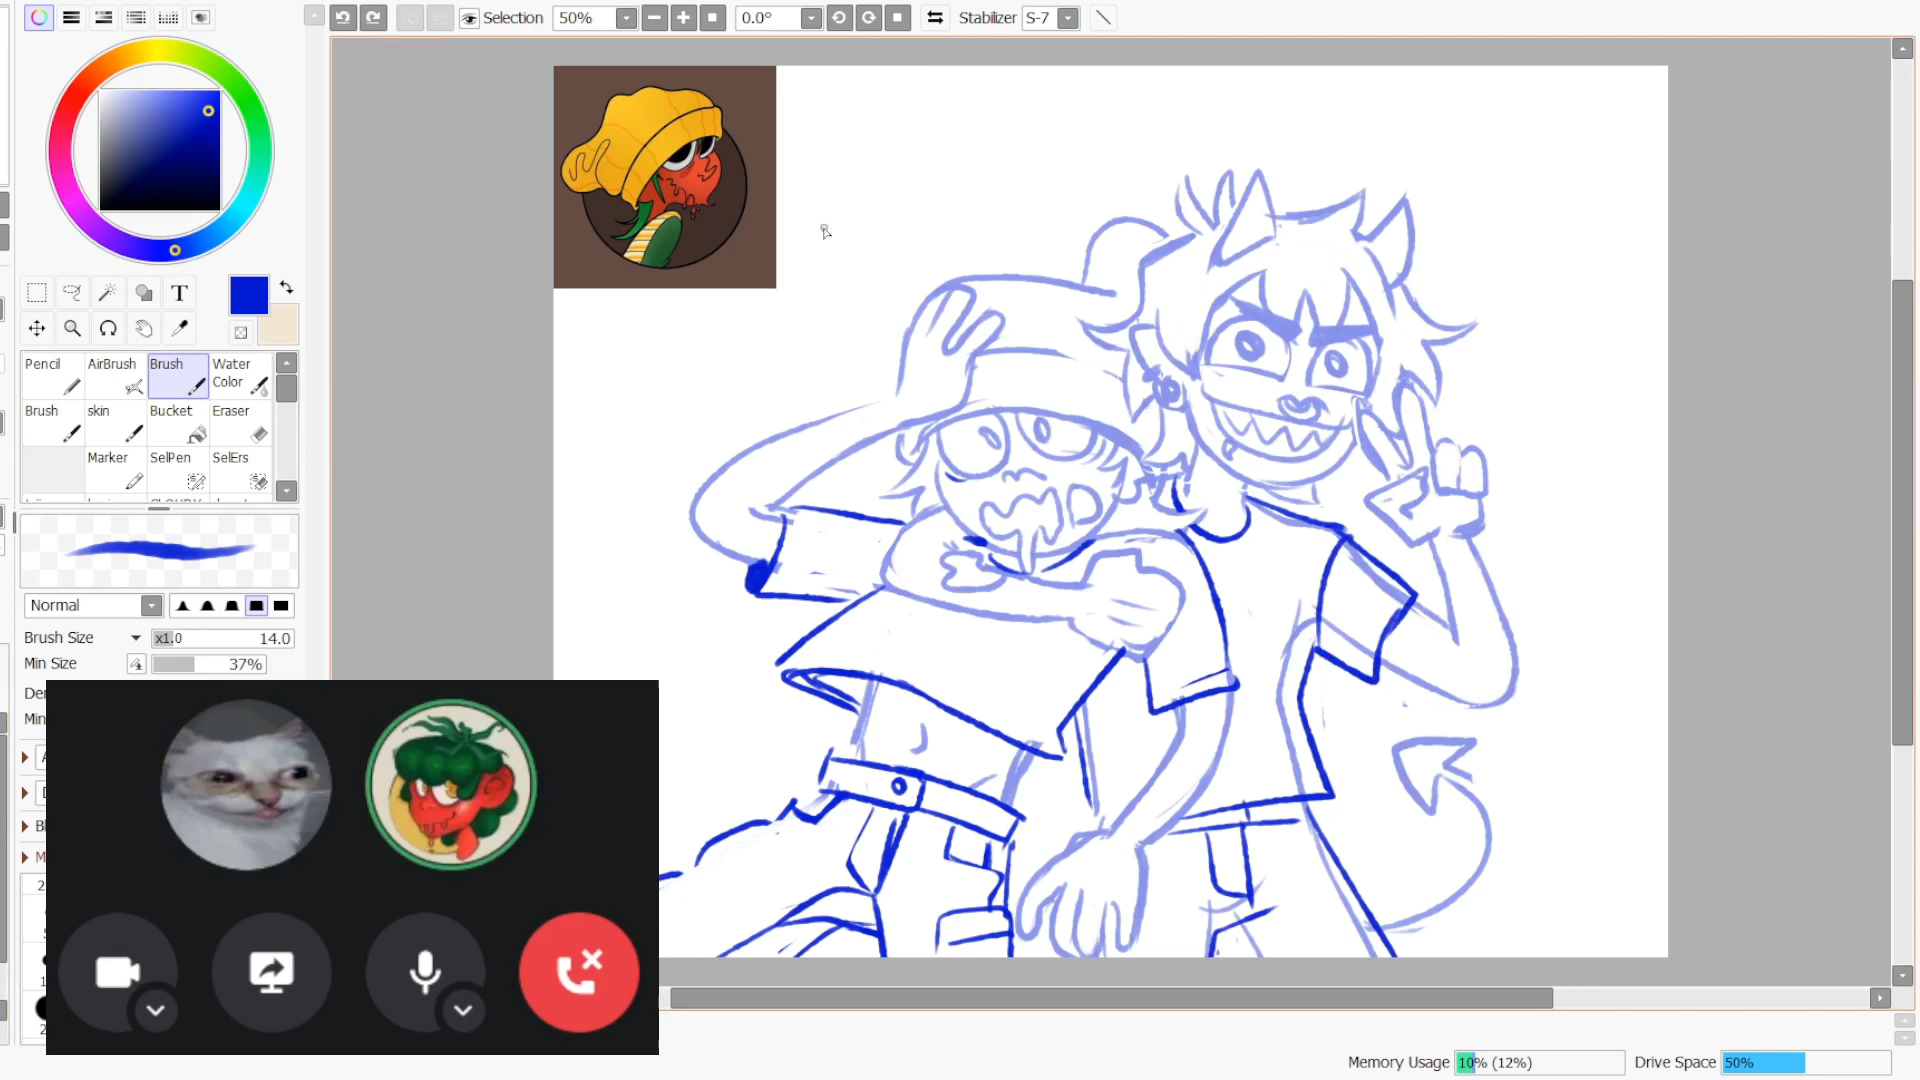 Selection 50% 0.0° Stabilizer S-7
T
Pencil AirBrush Brush Water Color
Brush skin Bucket Eraser
Marker SelPen SelErs
Normal
Brush Size x1.0 14.0
Min Size 37%
Memory Usage 10% (12%) Drive Space 50%